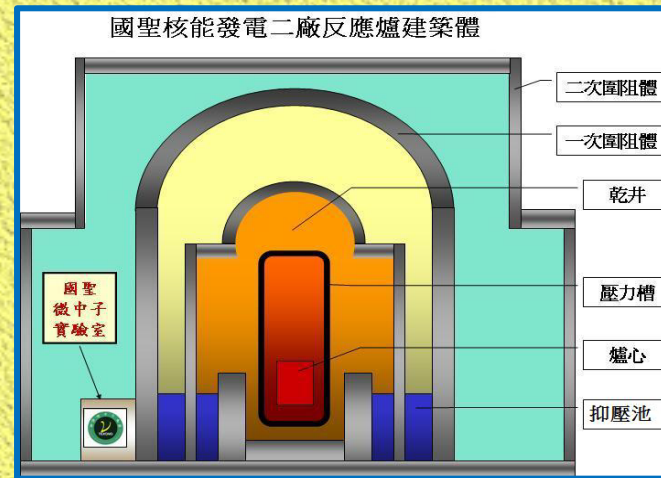 國聖核能發電二廠反應爐建築體
二次圍阻體
一次圍阻體
乾井
壓力槽
爐心
抑壓池
國聖
微中子
實驗室